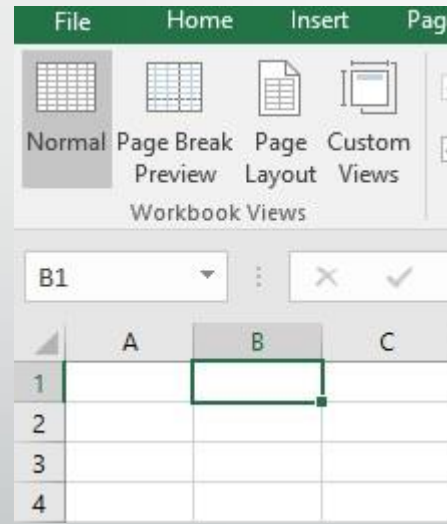 File Home Insert Pag
Normal Page Break Page Custom
Preview Layout Views
Workbook Views
B1
A B C
1
2
3
4